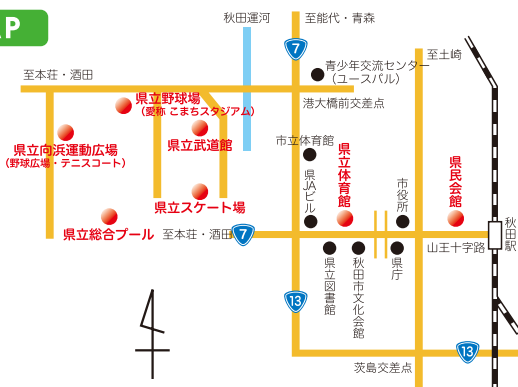 AP
秋田運河
至能代・青森
7
至土崎
青少年交流センター
（ユースパル）
至本荘・酒田
県立野球場
（愛称 こまちスタジアム）
港大橋前交差点
県立向浜運動広場
（野球広場・テニスコート）
県立武道館
市立体育館
県立体育館
県JAビル
市役所
県民会館
県立スケート場
県立総合プール
至本荘・酒田
7
山王十字路
秋田駅
県立図書館
秋田市文化会館
県庁
13
13
茨島交差点